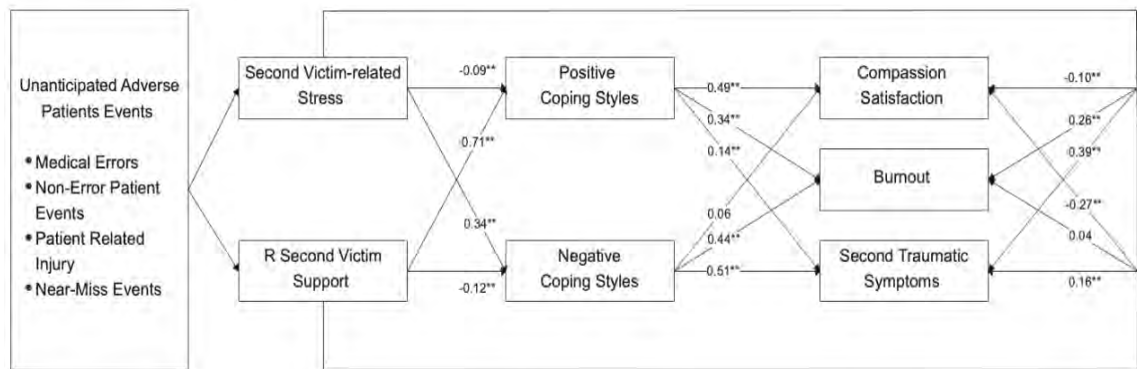 Unanticipated Adverse
Patients Events
• Medical Errors
• Non-Error Patient
Events
• Patient Related
Injury
• Near-Miss Events
Second Victim-related
Stress
R Second Victim
Support
-0.09**
0.71**
0.34**
-0.12**
Positive
Coping Styles
Negative
Coping Styles
0.49**
0.34**
0.14**
0.06
0.44**
0.51**
Compassion
Satisfaction
Burnout
Second Traumatic
Symptoms
-0.10**
0.26**
0.39**
-0.27**
0.04
0.16**